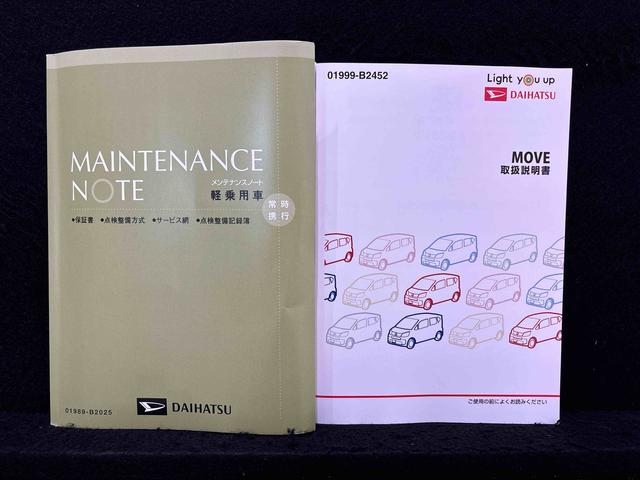 MAINTENANCE
NOTE
メンテナンスノート
軽乗用車
常時
携行
●保証書 ●点検整備方式 ●サービス網 ●点検整備記録簿
01989-B2025
DAIHATSU
01999-B2452
Light you up
DAIHATSU
MOVE
取扱説明書
ご使用の前によくお読みください